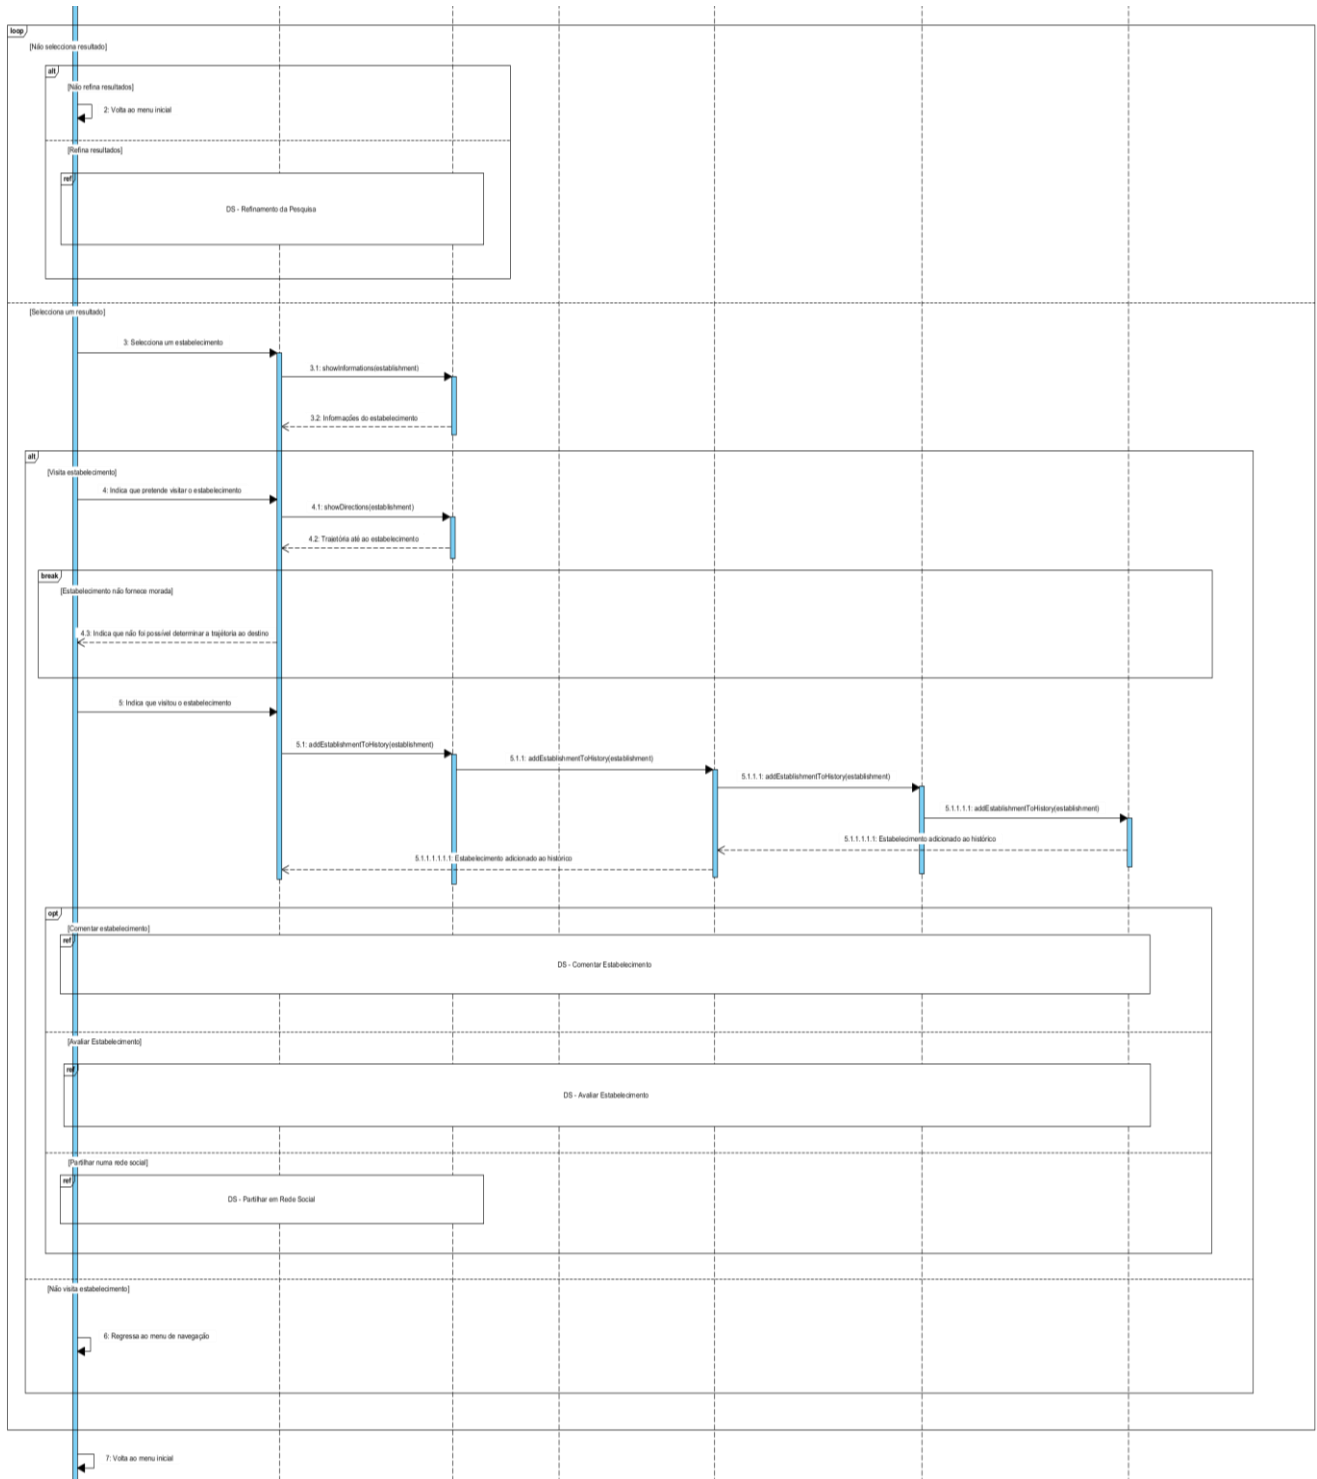 loop
[Não selecciona resultado]
alt
[Não refina resultados]
2: Volta ao menu inicial
[Refina resultados]
ref
DS - Refinamento da Pesquisa
[Selecciona um resultado]
3: Selecciona um estabelecimento
3.1: showInformations(establishment)
3.2: Informações do estabelecimento
alt
[Visita estabelecimento]
4: Indica que pretende visitar o estabelecimento
4.1: showDirections(establishment)
4.2: Trajetória até ao estabelecimento
break
[Estabelecimento não fornece morada]
4.3: Indica que não foi possível determinar a trajetória ao destino
5: Indica que visitou o estabelecimento
5.1: addEstablishmentToHistory(establishment)
5.1.1: addEstablishmentToHistory(establishment)
5.1.1.1: addEstablishmentToHistory(establishment)
5.1.1.1.1: addEstablishmentToHistory(establishment)
5.1.1.1.1.1: Estabelecimento adicionado ao histórico
5.1.1.1.1.1.1: Estabelecimento adicionado ao histórico
opt
[Comentar estabelecimento]
ref
DS - Comentar Estabelecimento
[Avaliar Estabelecimento]
ref
DS - Avaliar Estabelecimento
[Partilhar numa rede social]
ref
DS - Partilhar em Rede Social
[Não visita estabelecimento]
6: Regressa ao menu de navegação
7: Volta ao menu inicial